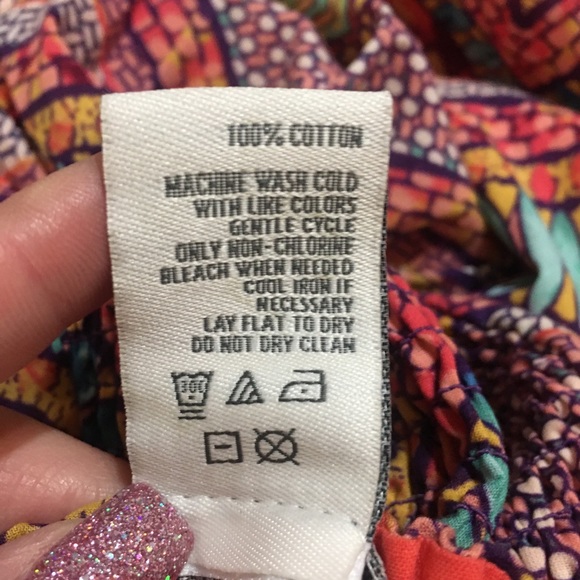 100% COTTON
MACHINE WASH COLD
WITH LIKE COLORS
GENTLE CYCLE
ONLY NON-CHLORINE
BLEACH WHEN NEEDED
COOL IRON IF
NECESSARY
LAY FLAT TO DRY
DO NOT DRY CLEAN
30C